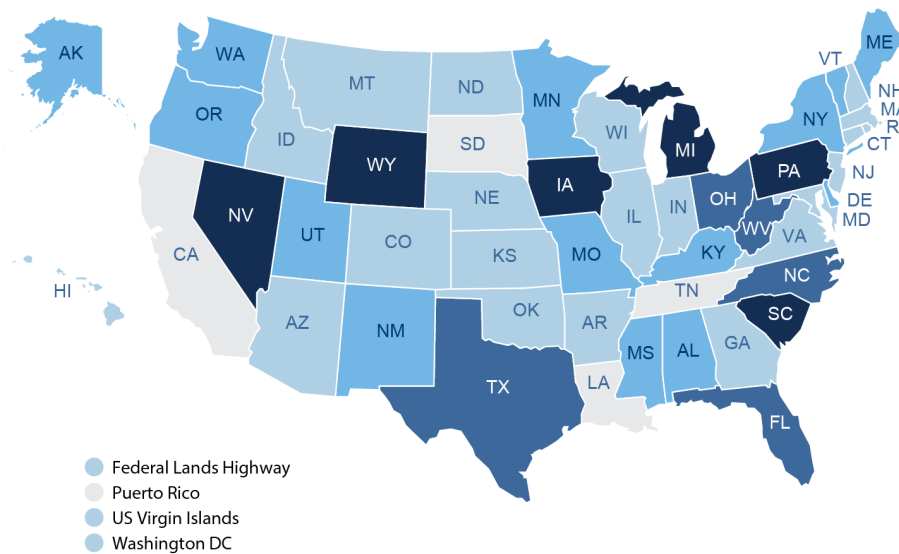 AK
WA
MT
ND
MN
VT
ME
OR
ID
WY
SD
WI
MI
NY
NH
MA
R
CT
NV
UT
CO
NE
IA
IL
IN
OH
PA
NJ
DE
MD
WV
VA
CA
KS
MO
KY
HI
AZ
NM
OK
AR
TN
NC
SC
TX
LA
MS
AL
GA
FL
Federal Lands Highway
Puerto Rico
US Virgin Islands
Washington DC